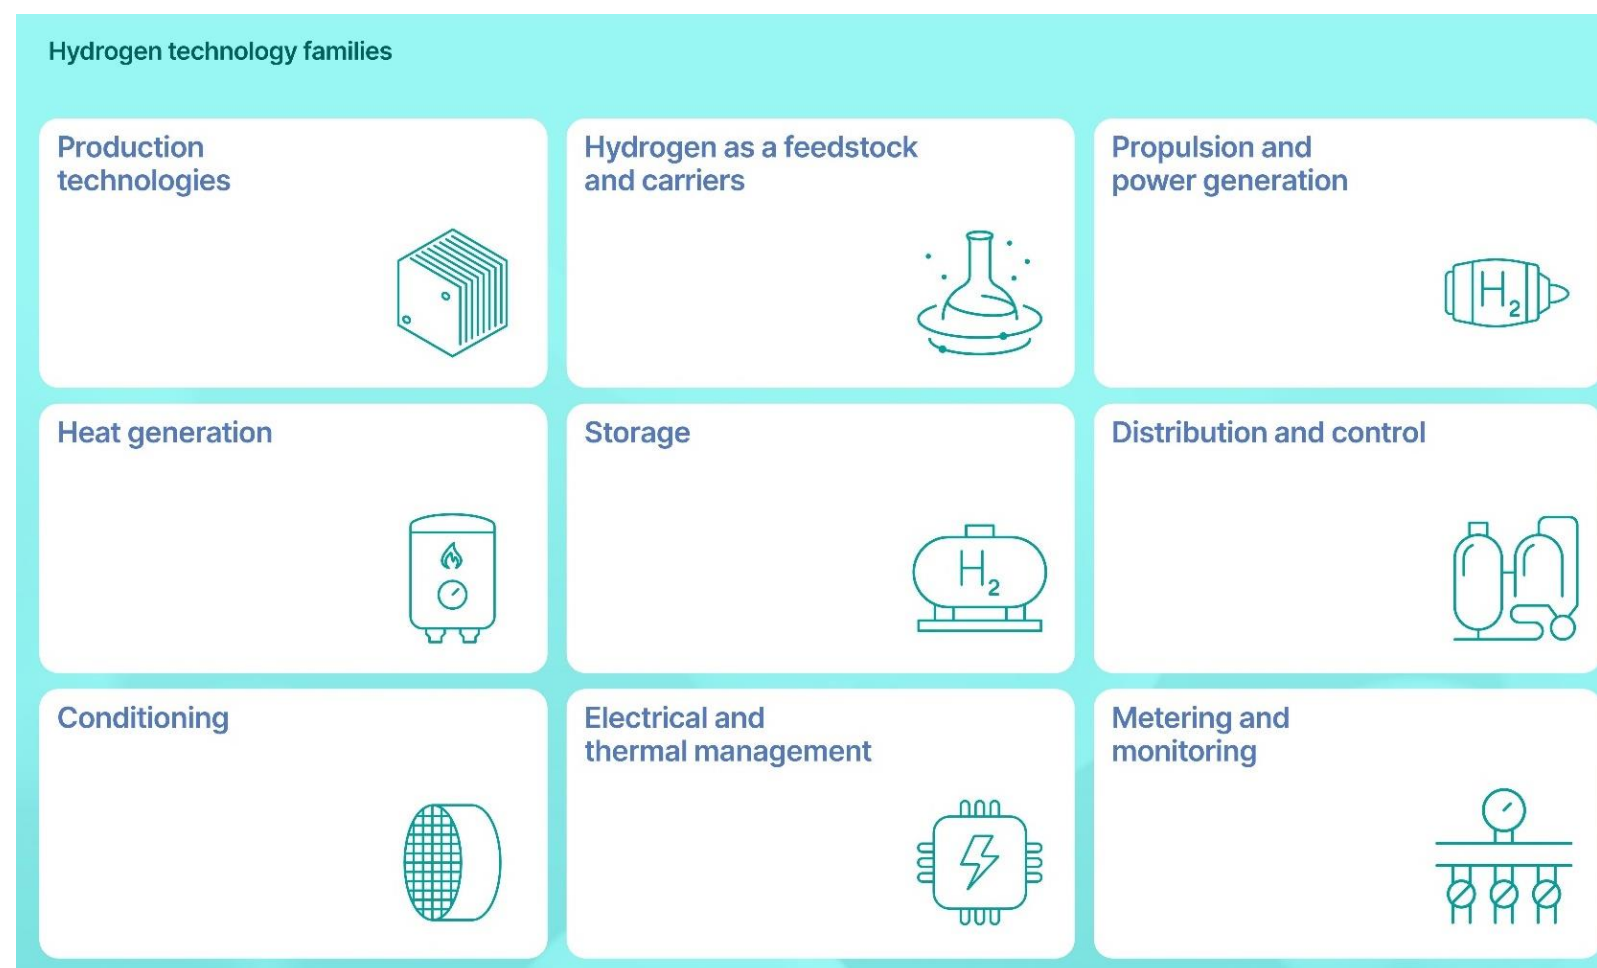 Hydrogen technology families
Production
technologies
Hydrogen as a feedstock
and carriers
Propulsion and
power generation
H2
Heat generation
Storage
H2
Distribution and control
Conditioning
Electrical and
thermal management
Metering and
monitoring